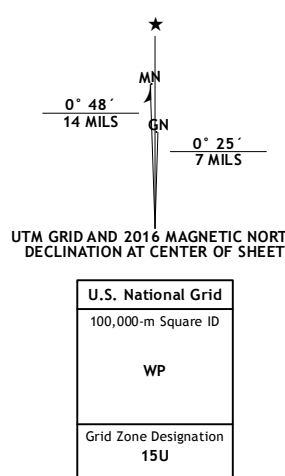 ★
MN
0° 48´
14 MILS
GN
0° 25´
7 MILS
UTM GRID AND 2016 MAGNETIC NORT
DECLINATION AT CENTER OF SHEET
U.S. National Grid
100,000-m Square ID
WP
Grid Zone Designation
15U